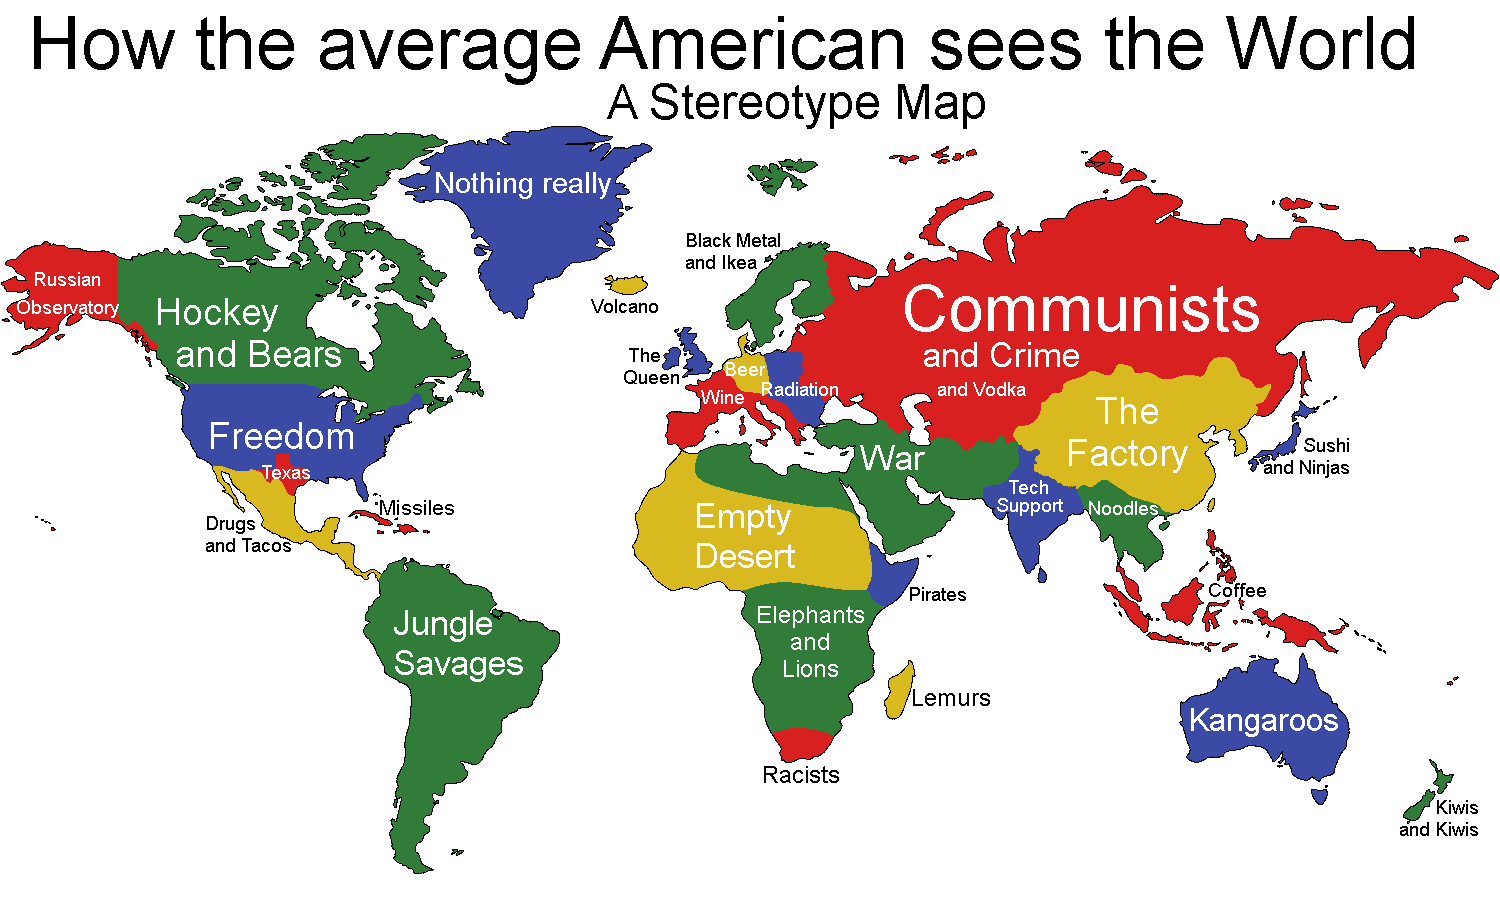 How the average American sees the World
A Stereotype Map
Nothing really
Black Metal
and Ikea
Russian
Observatory
Hockey
and Bears
Volcano
Communists
and Crime
and Vodka
The
Queen
Beer
Wine
Radiation
The
Factory
Freedom
Texas
War
Sushi
and Ninjas
Tech
Support
Noodles
Missiles
Drugs
and Tacos
Empty
Desert
Pirates
Coffee
Jungle
Savages
Elephants
and
Lions
Lemurs
Kangaroos
Racists
Kiwis
and Kiwis